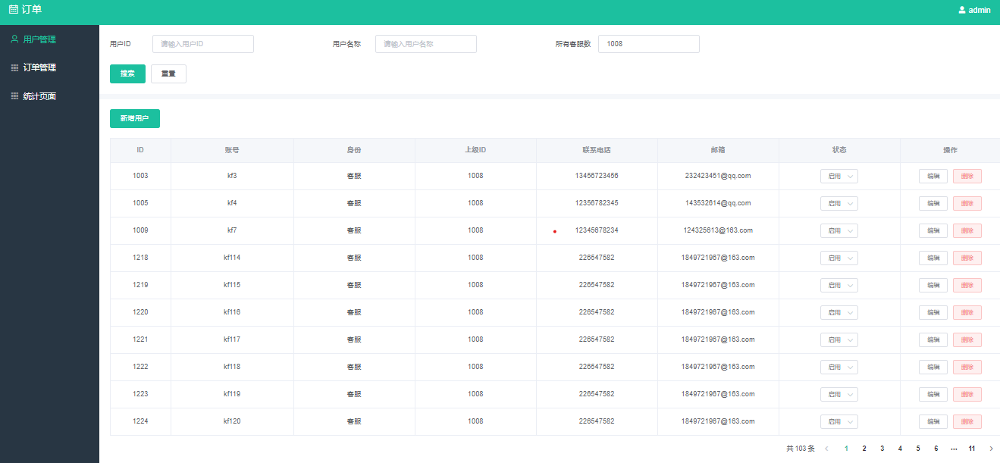 订单 admin
用户管理
订单管理
统计页面
用户ID 请输入用户ID 用户名称 请输入用户名称 所有客服数 1008
搜索 重置
新增用户
ID 账号 身份 上级ID 联系电话 邮箱 状态 操作
1003 kf3 客服 1008 13456723456 232423451@qq.com 启用 编辑 删除
1005 kf4 客服 1008 12356782345 143532614@qq.com 启用 编辑 删除
1009 kf7 客服 1008 12345678234 124325613@163.com 启用 编辑 删除
1218 kf114 客服 1008 226547582 1849721967@163.com 启用 编辑 删除
1219 kf115 客服 1008 226547582 1849721967@163.com 启用 编辑 删除
1220 kf116 客服 1008 226547582 1849721967@163.com 启用 编辑 删除
1221 kf117 客服 1008 226547582 1849721967@163.com 启用 编辑 删除
1222 kf118 客服 1008 226547582 1849721967@163.com 启用 编辑 删除
1223 kf119 客服 1008 226547582 1849721967@163.com 启用 编辑 删除
1224 kf120 客服 1008 226547582 1849721967@163.com 启用 编辑 删除
共 103 条 1 2 3 4 5 6 ··· 11